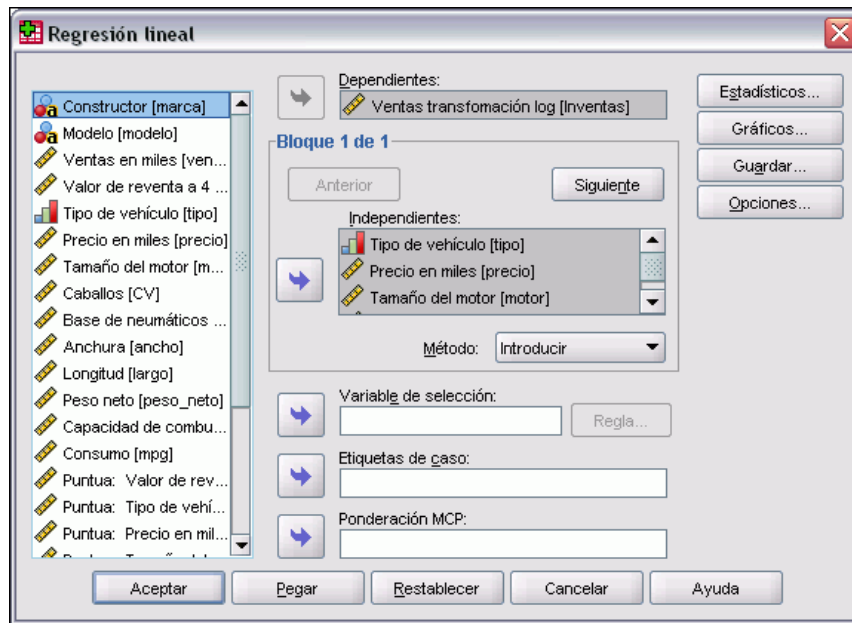 Regresión lineal
Constructor [marca]
Modelo [modelo]
Ventas en miles [ven...
Valor de reventa a 4 ...
Tipo de vehículo [tipo]
Precio en miles [precio]
Tamaño del motor [m...
Caballos [CV]
Base de neumáticos ...
Anchura [ancho]
Longitud [largo]
Peso neto [peso_neto]
Capacidad de combu...
Consumo [mpg]
Puntua: Valor de rev...
Puntua: Tipo de vehí...
Puntua: Precio en mil...
Dependientes:
Ventas transfomación log [lnventas]
Bloque 1 de 1
Anterior
Siguiente
Independientes:
Tipo de vehículo [tipo]
Precio en miles [precio]
Tamaño del motor [motor]
Método:
Introducir
Variable de selección:
Regla...
Etiquetas de caso:
Ponderación MCP:
Estadísticos...
Gráficos...
Guardar...
Opciones...
Aceptar
Pegar
Restablecer
Cancelar
Ayuda